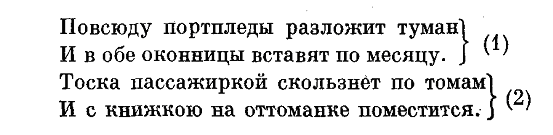 Повсюду портпледы разложит туман
И в обе оконницы вставят по месяцу. (1)
Тоска пассажиркой скользнет по томам
И с книжкою на оттоманке поместится. (2)